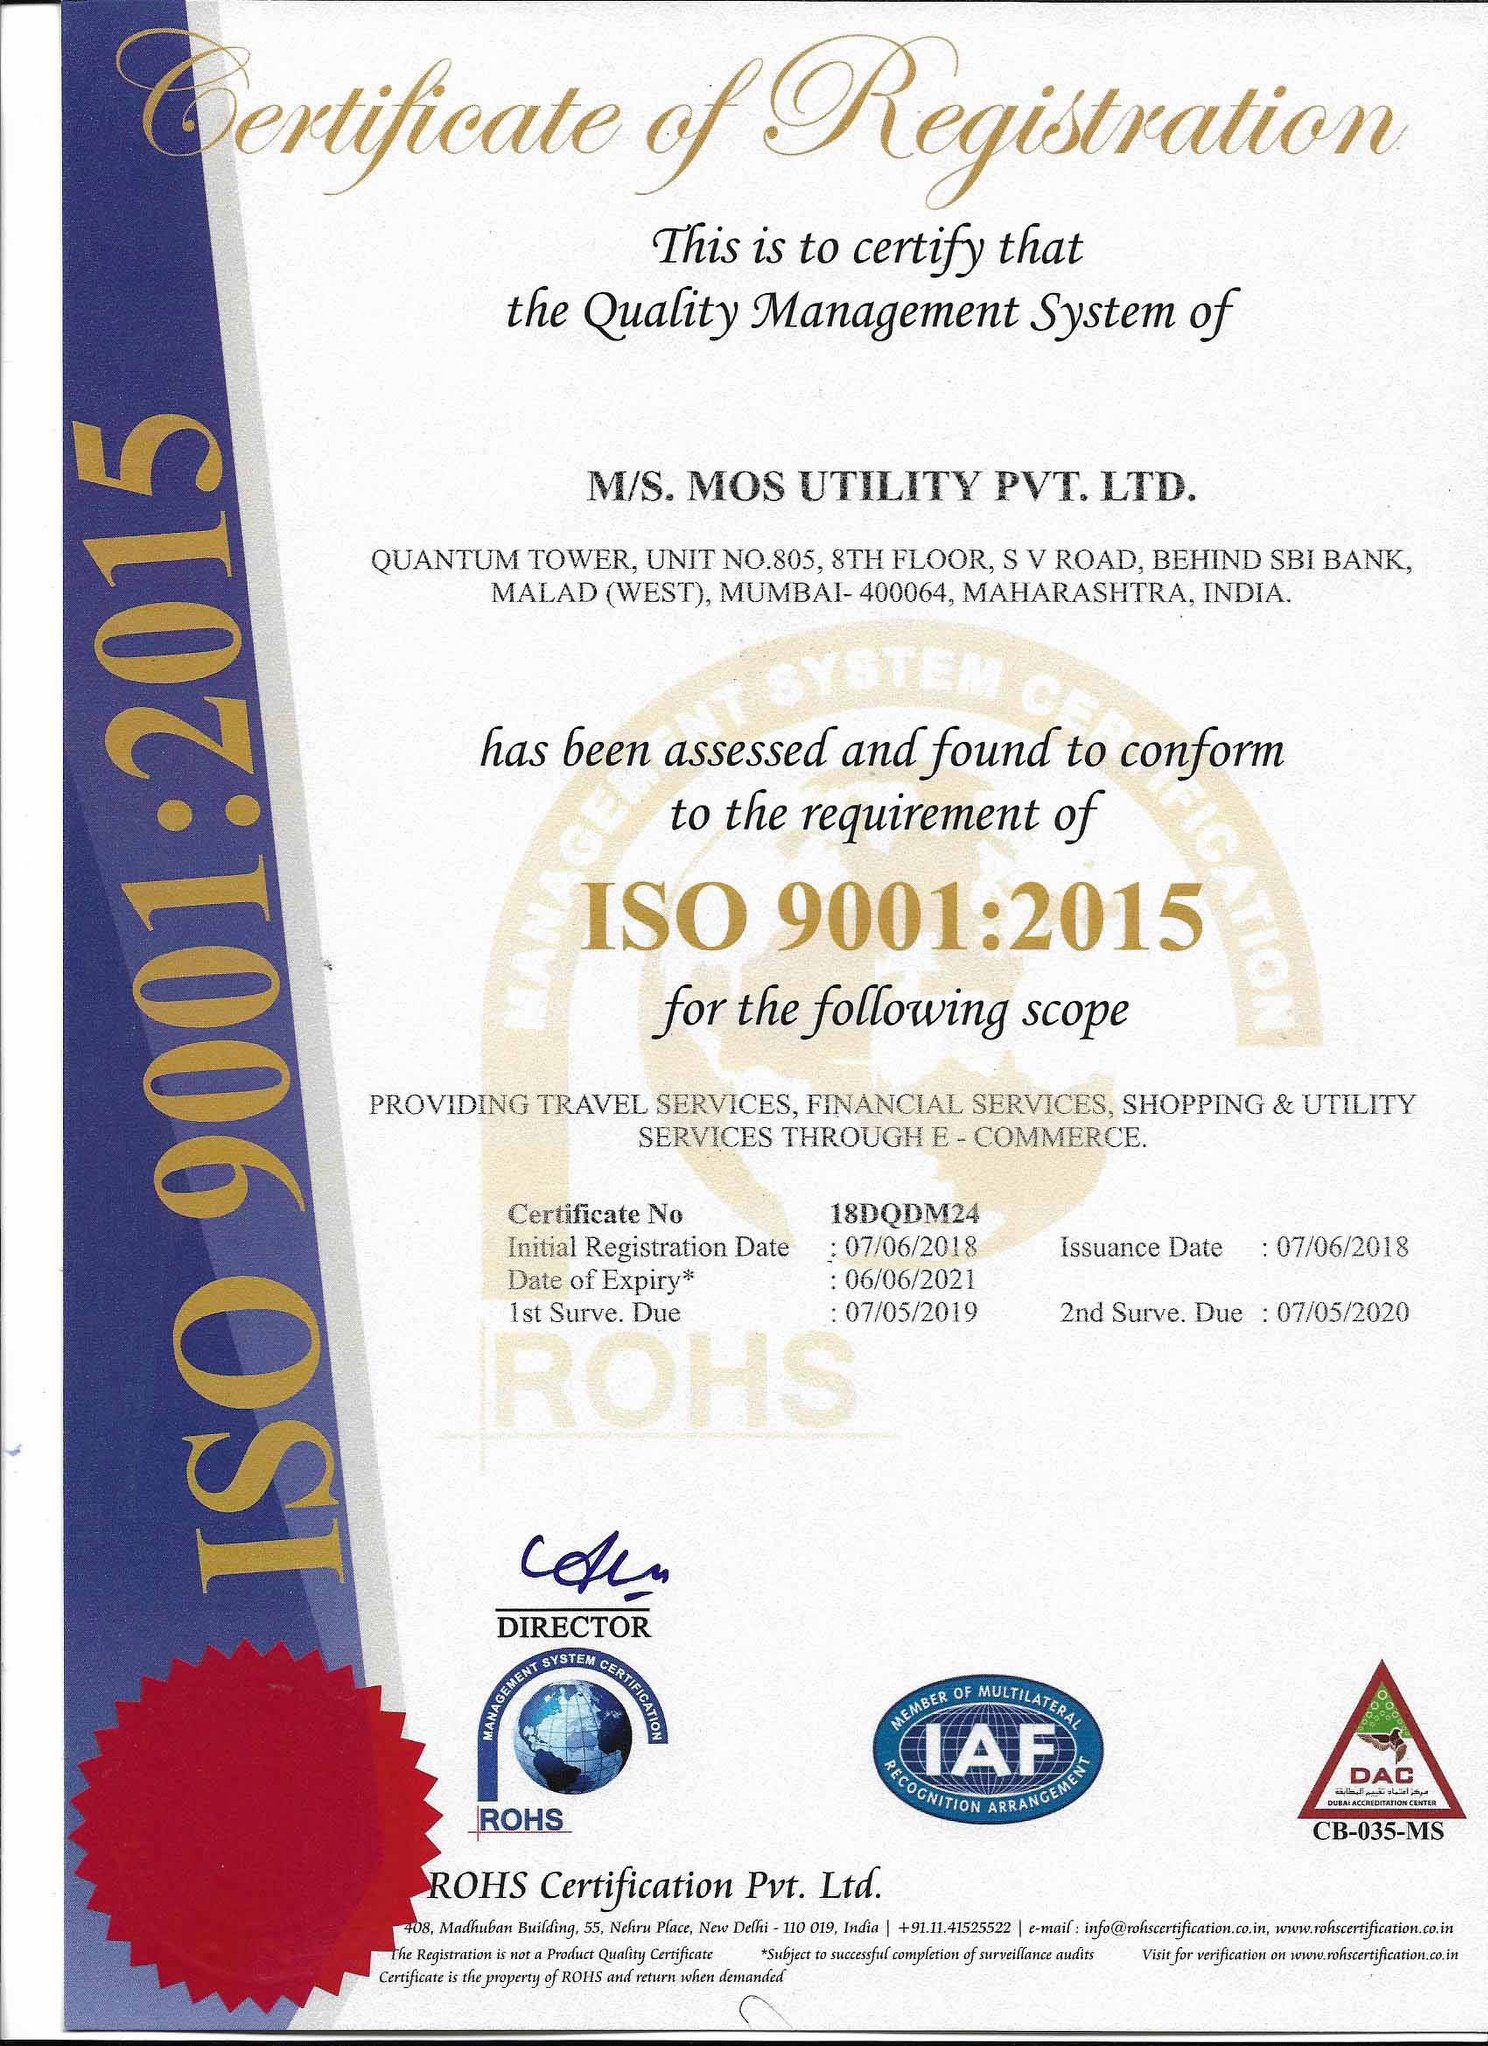 Certificate of Registration
This is to certify that
the Quality Management System of
M/S. MOS UTILITY PVT. LTD.
QUANTUM TOWER, UNIT NO.805, 8TH FLOOR, S V ROAD, BEHIND SBI BANK,
MALAD (WEST), MUMBAI- 400064, MAHARASHTRA, INDIA.
has been assessed and found to conform
to the requirement of
ISO 9001:2015
for the following scope
PROVIDING TRAVEL SERVICES, FINANCIAL SERVICES, SHOPPING & UTILITY
SERVICES THROUGH E - COMMERCE.
Certificate No 18DQDM24
Initial Registration Date : 07/06/2018 Issuance Date : 07/06/2018
Date of Expiry* : 06/06/2021
1st Surve. Due : 07/05/2019 2nd Surve. Due : 07/05/2020
ISO 9001:2015
MANAGEMENT SYSTEM CERTIFICATION
ROHS
DIRECTOR
MANAGEMENT SYSTEM CERTIFICATION
ROHS
MEMBER OF MULTILATERAL
IAF
RECOGNITION ARRANGEMENT
DAC
مركز اعتماد تقييم المطابقة
DUBAI ACCREDITATION CENTER
CB-035-MS
ROHS Certification Pvt. Ltd.
408, Madhuban Building, 55, Nehru Place, New Delhi - 110 019, India | +91.11.41525522 | e-mail : info@rohscertification.co.in, www.rohscertification.co.in
The Registration is not a Product Quality Certificate *Subject to successful completion of surveillance audits Visit for verification on www.rohscertification.co.in
Certificate is the property of ROHS and return when demanded